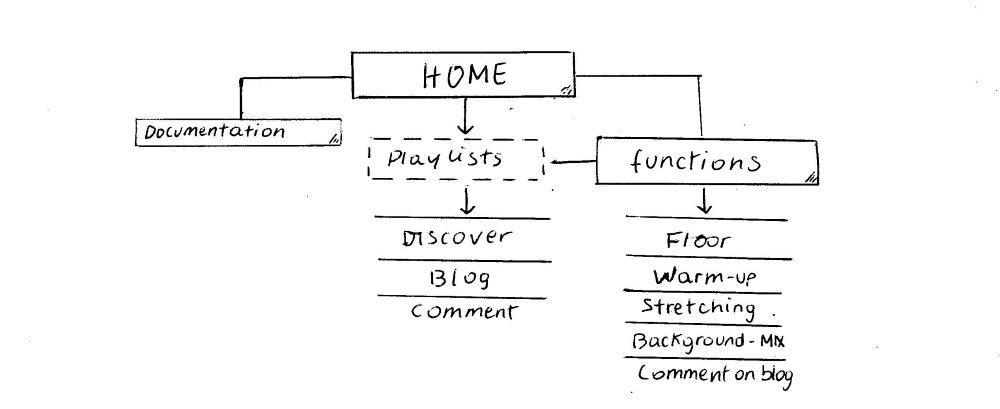 HOME
Documentation
Playlists
functions
Discover
Blog
Comment
Floor
Warm-up
Stretching
Background-Mix
Comment on blog